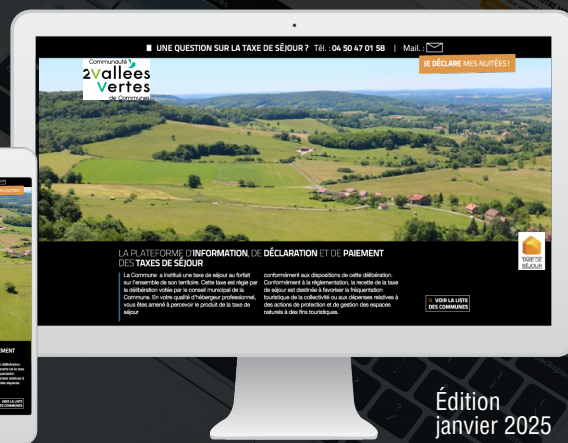 UNE QUESTION SUR LA TAXE DE SÉJOUR ? Tél. : 04 50 47 01 58 | Mail. :
JE DÉCLARE MES NUITÉES !
Communauté
2Vallées
Vertes
de Communes
LA PLATEFORME D'INFORMATION, DE DÉCLARATION ET DE PAIEMENT
DES TAXES DE SÉJOUR
La Commune a institué une taxe de séjour au forfait
sur l'ensemble de son territoire. Cette taxe est régie par
la délibération votée par le conseil municipal de la
Commune. En votre qualité d'hébergeur professionnel,
vous êtes amené à percevoir le produit de la taxe de
séjour
conformément aux dispositions de cette délibération.
Conformément à la réglementation, la recette de la taxe
de séjour est destinée à favoriser la fréquentation
touristique de la collectivité ou aux dépenses relatives à
des actions de protection et de gestion des espaces
naturels à des fins touristiques.
TAXE DE
SÉJOUR
VOIR LA LISTE
DES COMMUNES
Édition
janvier 2025